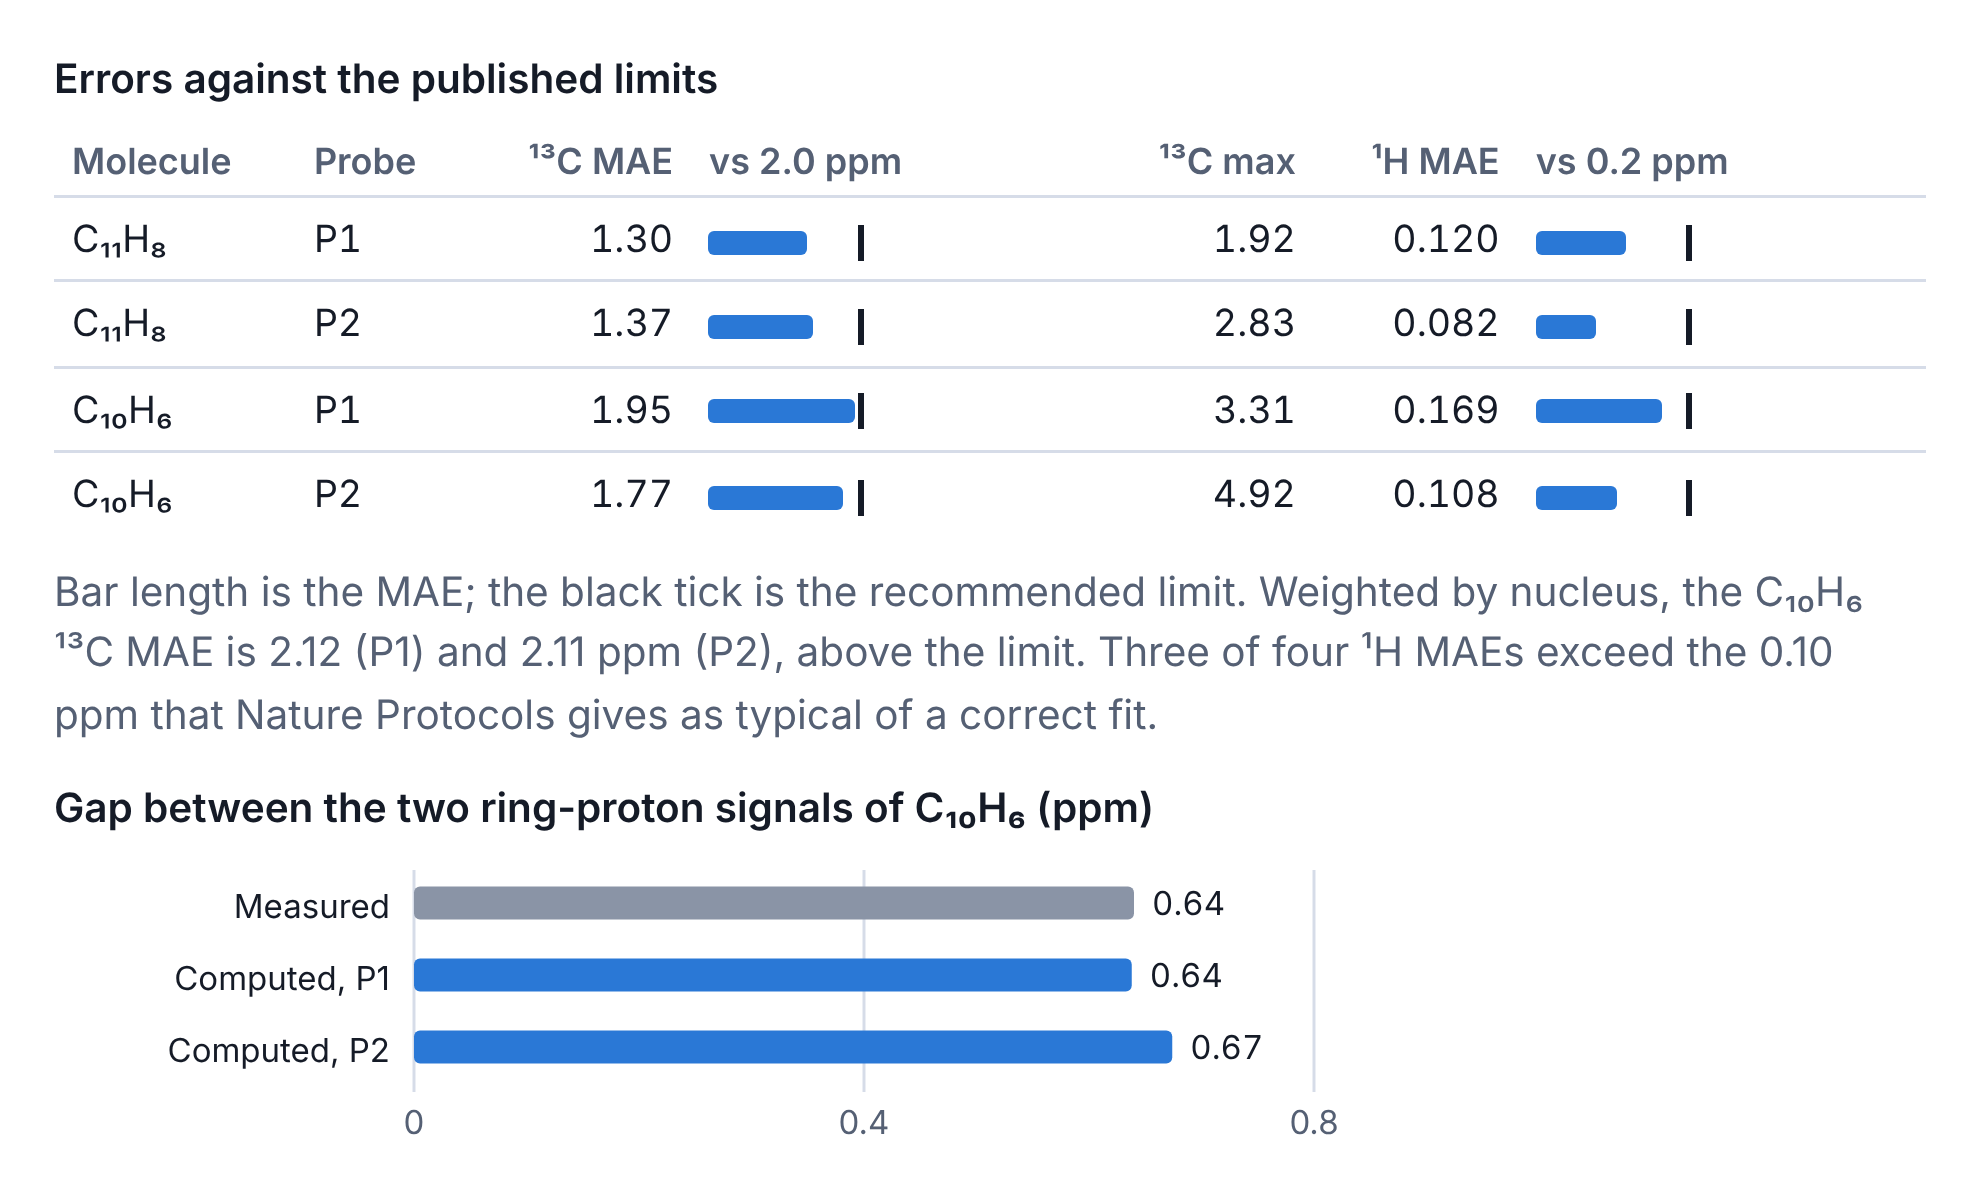 Errors against the published limits
Molecule Probe ¹³C MAE vs 2.0 ppm ¹³C max ¹H MAE vs 0.2 ppm
C₁₁H₈ P1 1.30 1.92 0.120
C₁₁H₈ P2 1.37 2.83 0.082
C₁₀H₆ P1 1.95 3.31 0.169
C₁₀H₆ P2 1.77 4.92 0.108
Bar length is the MAE; the black tick is the recommended limit. Weighted by nucleus, the C₁₀H₆
¹³C MAE is 2.12 (P1) and 2.11 ppm (P2), above the limit. Three of four ¹H MAEs exceed the 0.10
ppm that Nature Protocols gives as typical of a correct fit.
Gap between the two ring-proton signals of C₁₀H₆ (ppm)
Measured 0.64
Computed, P1 0.64
Computed, P2 0.67
0 0.4 0.8